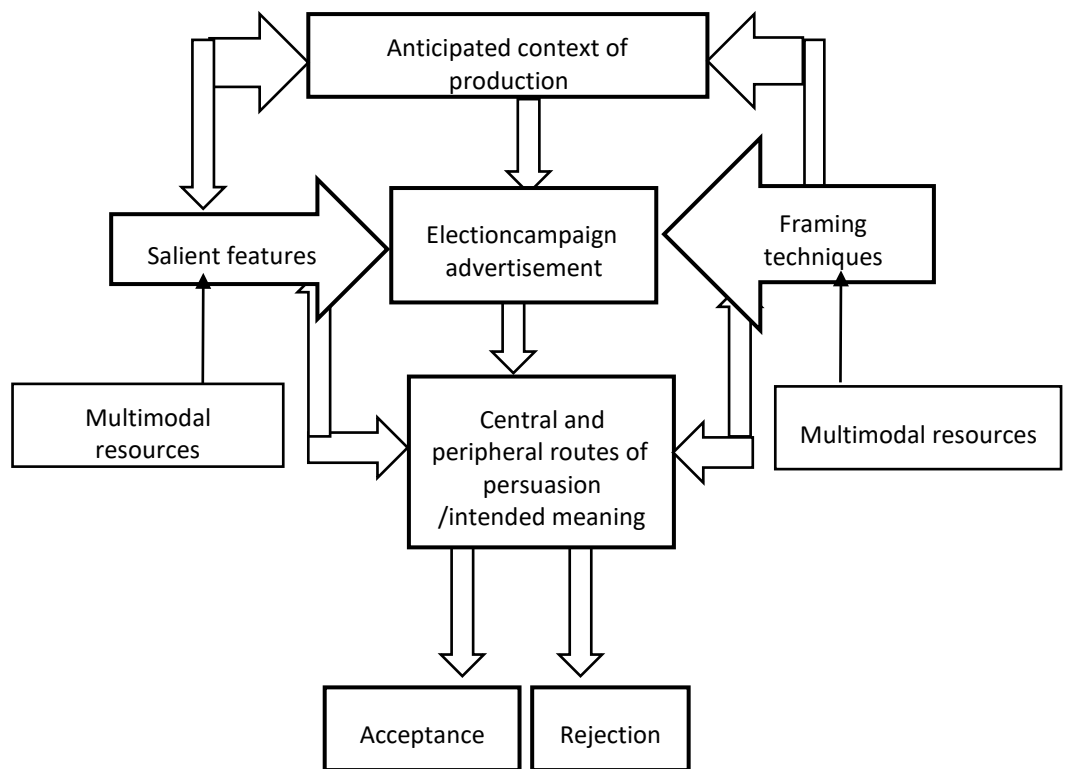 Anticipated context of
production
Salient features
Electioncampaign
advertisement
Framing
techniques
Multimodal
resources
Central and
peripheral routes of
persuasion
/intended meaning
Multimodal resources
Acceptance
Rejection